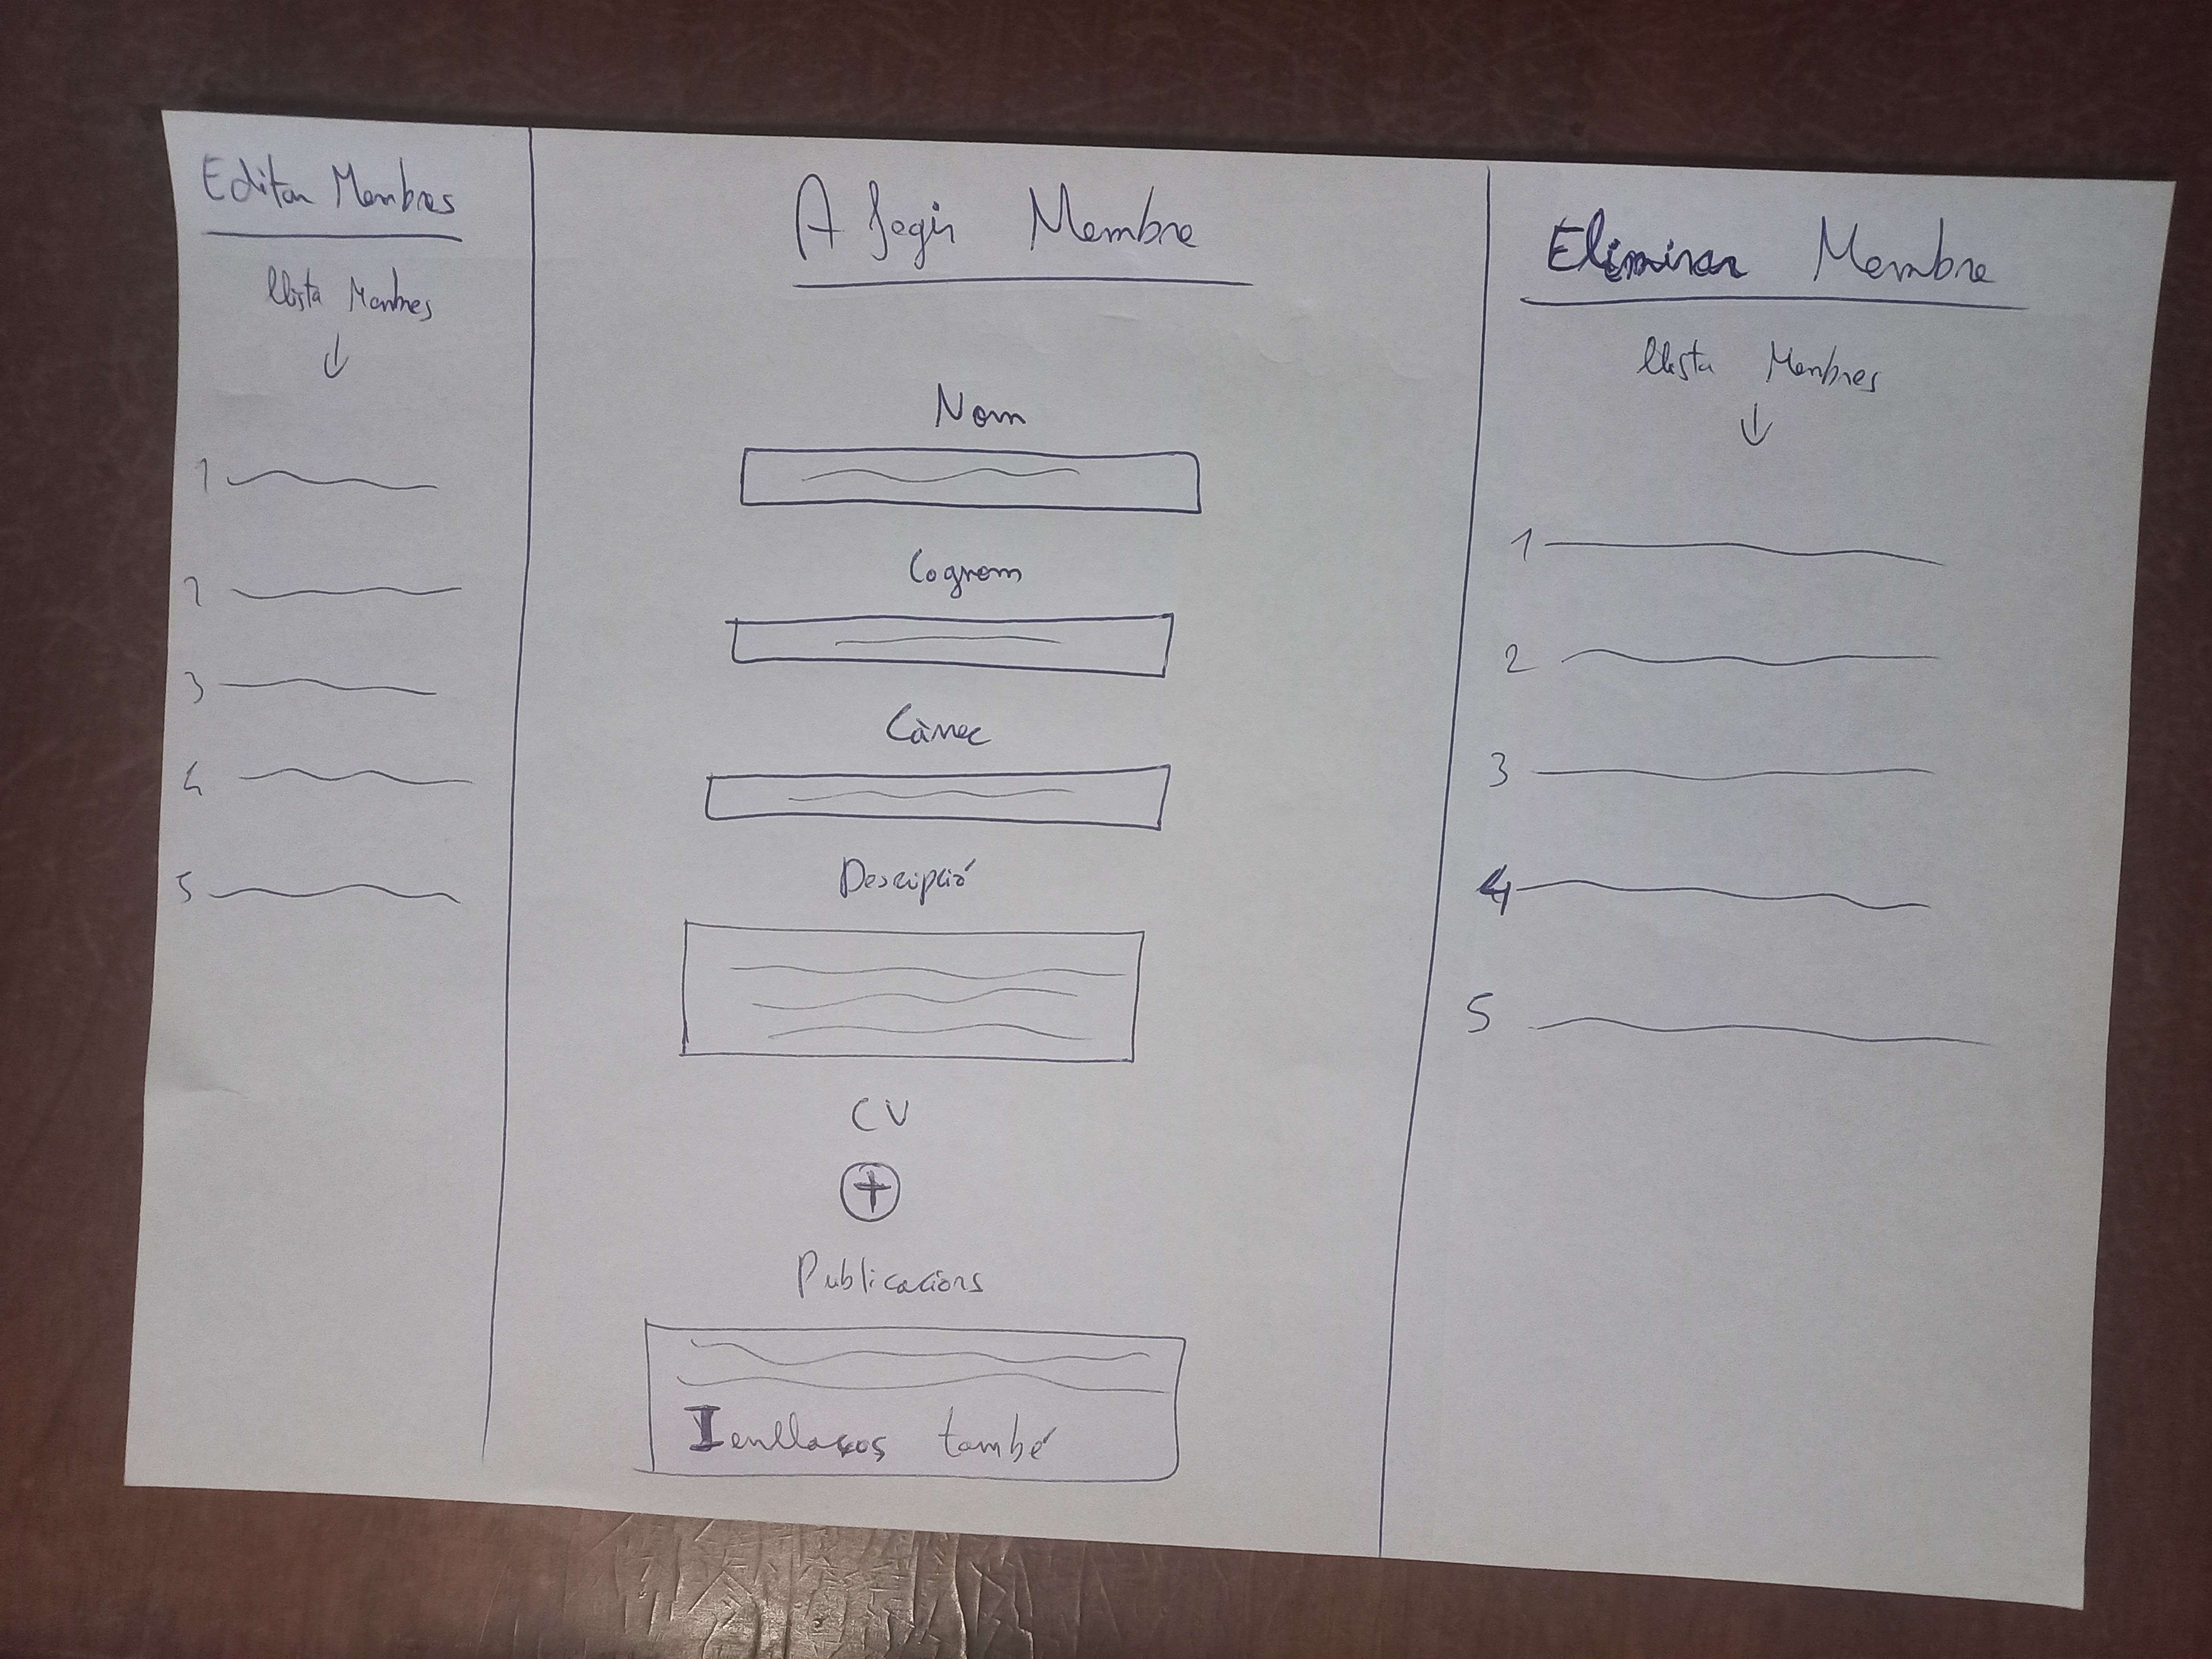 Editar Membres
llista Membres
1
2
3
4
5
Afegir Membre
Nom
Cognom
Càrrec
Descripció
CV
+
Publicacions
I enllaços també
Eliminar Membre
llista Membres
1
2
3
4
5